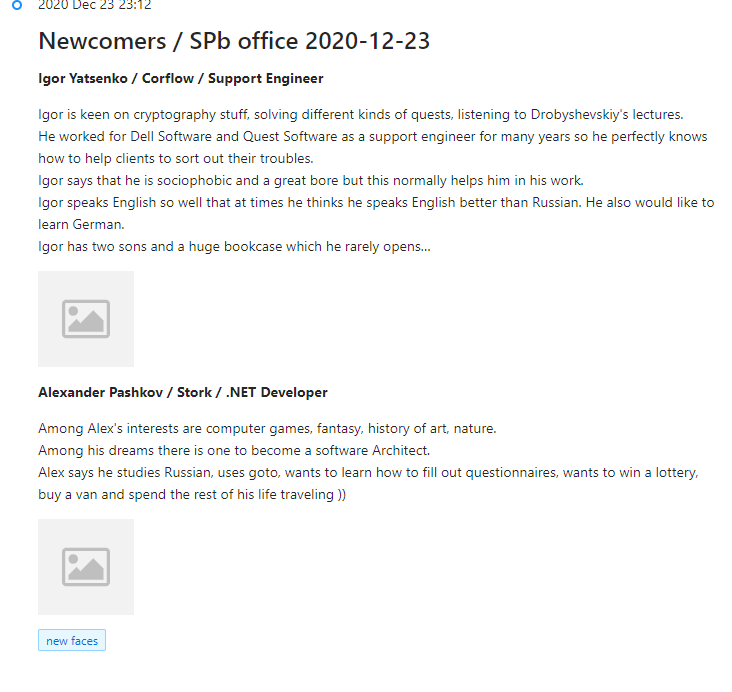 2020 Dec 23 23:12
Newcomers / SPb office 2020-12-23
Igor Yatsenko / Corflow / Support Engineer
Igor is keen on cryptography stuff, solving different kinds of quests, listening to Drobyshevskiy's lectures.
He worked for Dell Software and Quest Software as a support engineer for many years so he perfectly knows
how to help clients to sort out their troubles.
Igor says that he is sociophobic and a great bore but this normally helps him in his work.
Igor speaks English so well that at times he thinks he speaks English better than Russian. He also would like to
learn German.
Igor has two sons and a huge bookcase which he rarely opens...
Alexander Pashkov / Stork / .NET Developer
Among Alex's interests are computer games, fantasy, history of art, nature.
Among his dreams there is one to become a software Architect.
Alex says he studies Russian, uses goto, wants to learn how to fill out questionnaires, wants to win a lottery,
buy a van and spend the rest of his life traveling ))
new faces